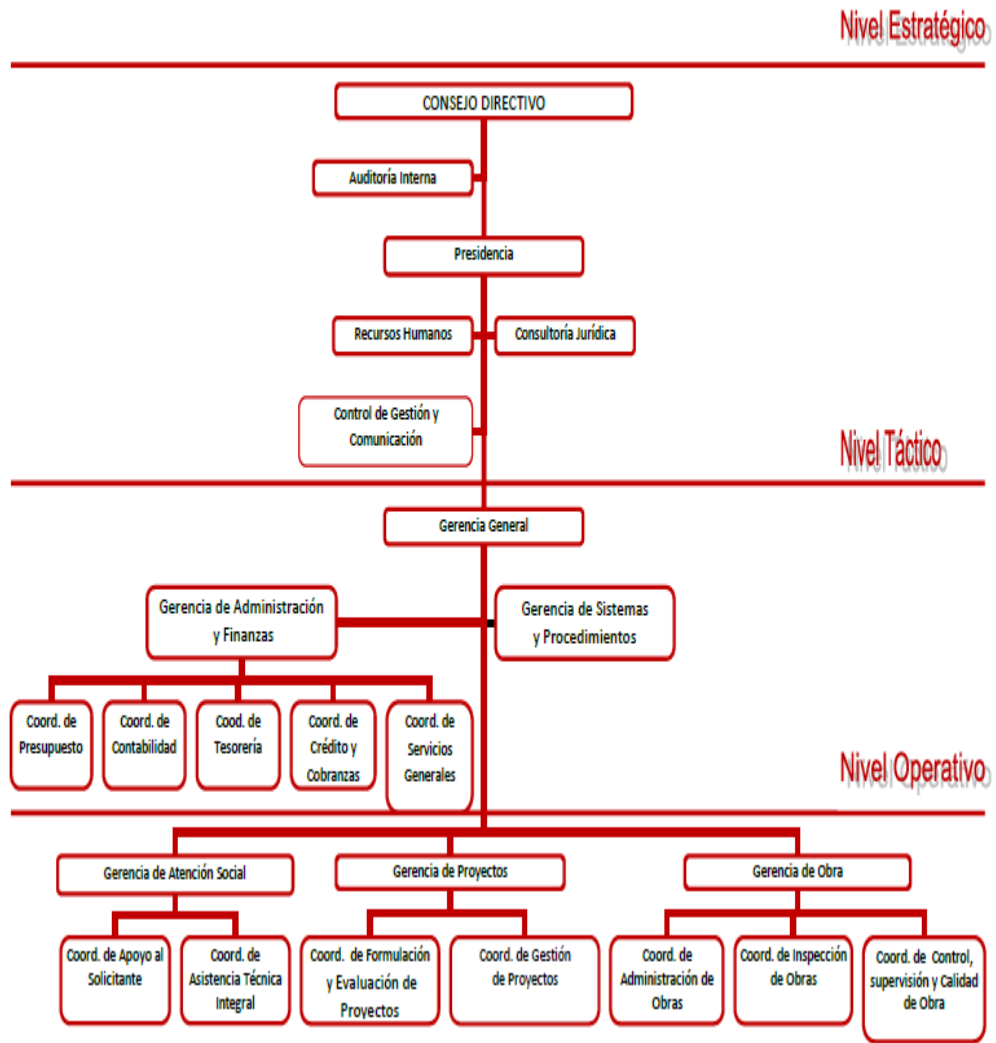 Nivel Estratégico
CONSEJO DIRECTIVO
Auditoría Interna
Presidencia
Recursos Humanos
Consultoría Jurídica
Control de Gestión y
Comunicación
Nivel Táctico
Gerencia General
Gerencia de Administración
y Finanzas
Gerencia de Sistemas
y Procedimientos
Coord. de
Presupuesto
Coord. de
Contabilidad
Cood. de
Tesorería
Coord. de
Crédito y
Cobranzas
Coord. de
Servicios
Generales
Nivel Operativo
Gerencia de Atención Social
Gerencia de Proyectos
Gerencia de Obra
Coord. de Apoyo al
Solicitante
Coord. de
Asistencia Técnica
Integral
Coord. de Formulación
y Evaluación de
Proyectos
Coord. de Gestión
de Proyectos
Coord. de
Administración de
Obras
Coord. de Inspección
de Obras
Coord. de Control,
supervisión y Calidad
de Obra